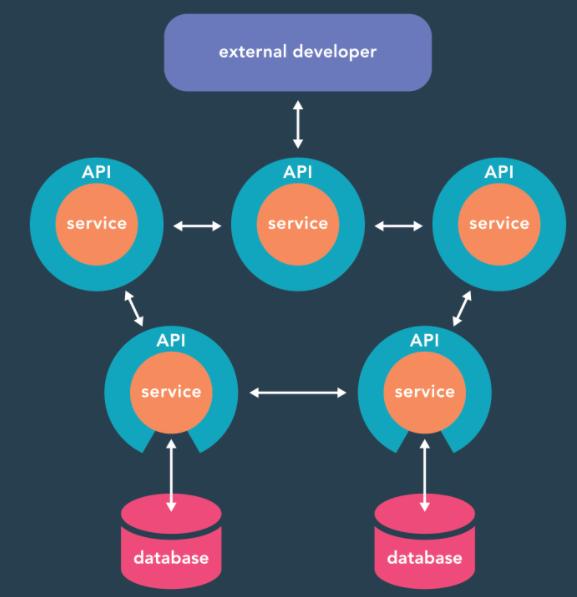 external developer
API
API
API
service
service
service
API
API
service
service
database
database